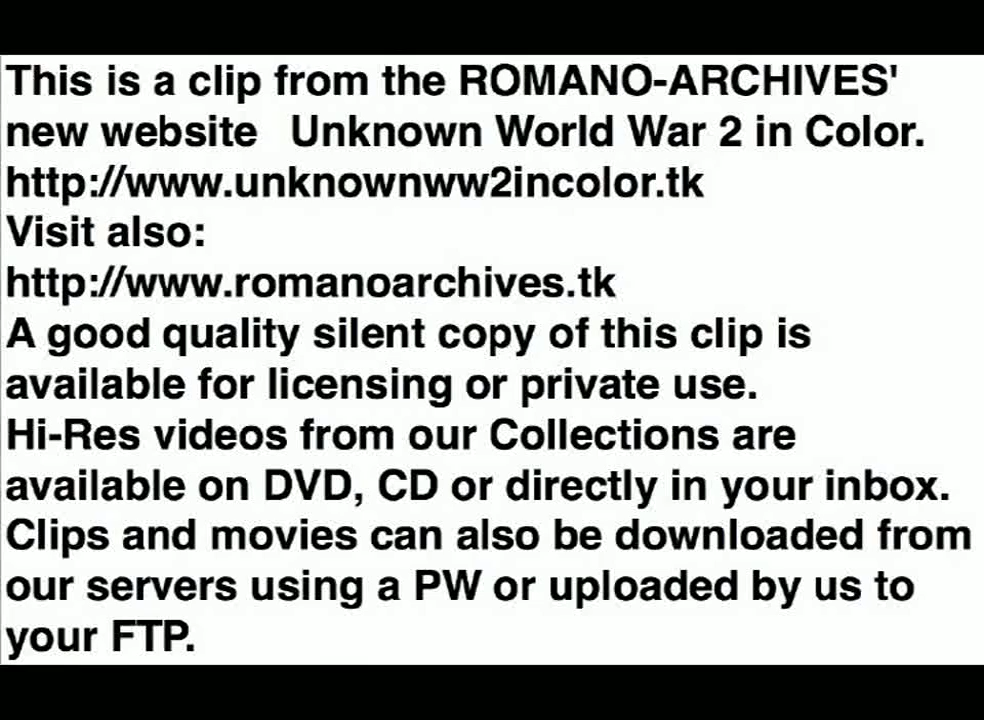 This is a clip from the ROMANO-ARCHIVES'
new website   Unknown World War 2 in Color.
http://www.unknownww2incolor.tk
Visit also:
http://www.romanoarchives.tk
A good quality silent copy of this clip is
available for licensing or private use.
Hi-Res videos from our Collections are
available on DVD, CD or directly in your inbox.
Clips and movies can also be downloaded from
our servers using a PW or uploaded by us to
your FTP.